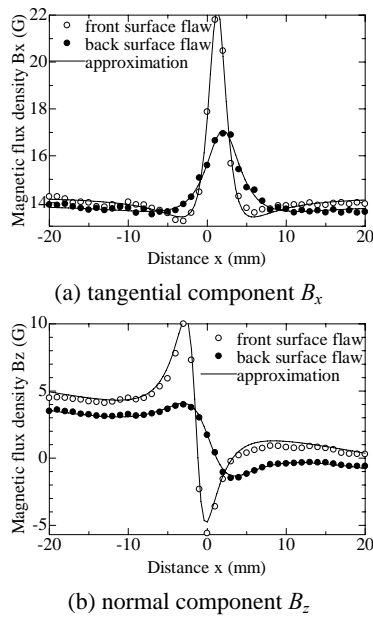 22
20
18
16
14
Magnetic flux density Bx (G)
front surface flaw
back surface flaw
approximation
-20 -10 0 10 20
Distance x (mm)
(a) tangential component Bx
10
5
0
-5
Magnetic flux density Bz (G)
front surface flaw
back surface flaw
approximation
-20 -10 0 10 20
Distance x (mm)
(b) normal component Bz